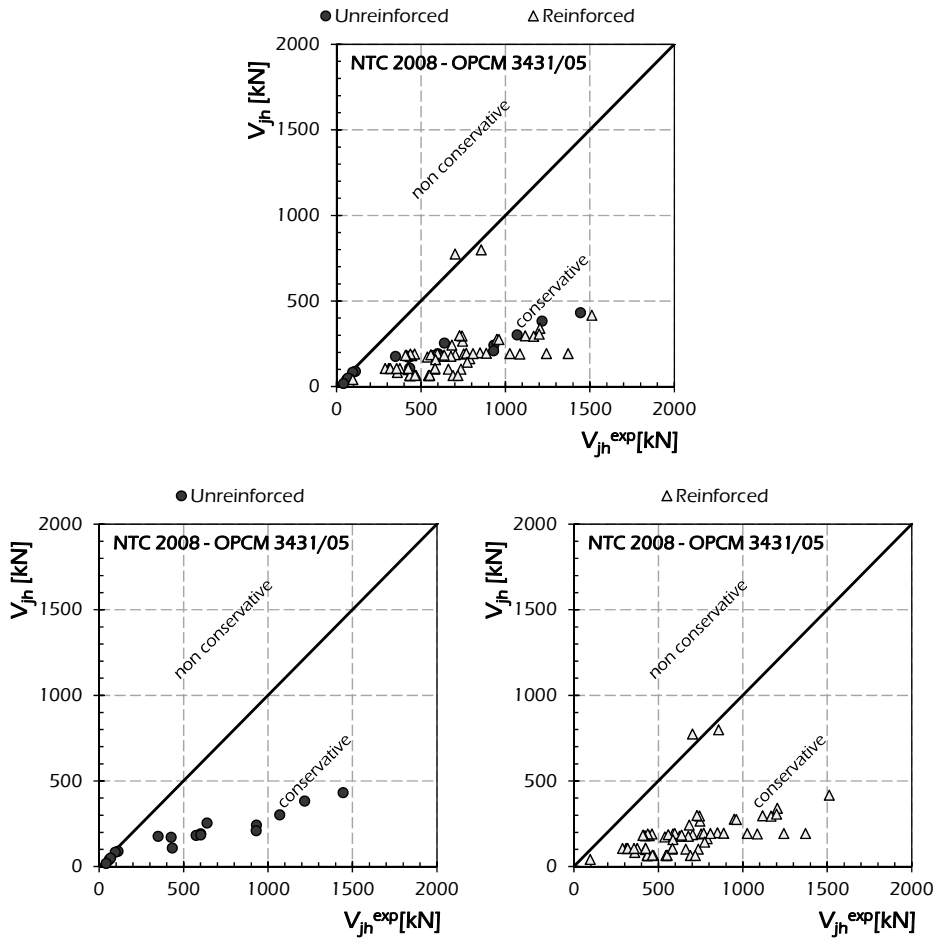 Unreinforced Reinforced
NTC 2008 - OPCM 3431/05
V_jh [kN]
2000
1500
1000
500
0
non conservative
conservative
0 500 1000 1500 2000
V_jh^exp[kN]
Unreinforced
NTC 2008 - OPCM 3431/05
V_jh [kN]
2000
1500
1000
500
0
non conservative
conservative
0 500 1000 1500 2000
V_jh^exp[kN]
Reinforced
NTC 2008 - OPCM 3431/05
V_jh [kN]
2000
1500
1000
500
0
non conservative
conservative
0 500 1000 1500 2000
V_jh^exp[kN]